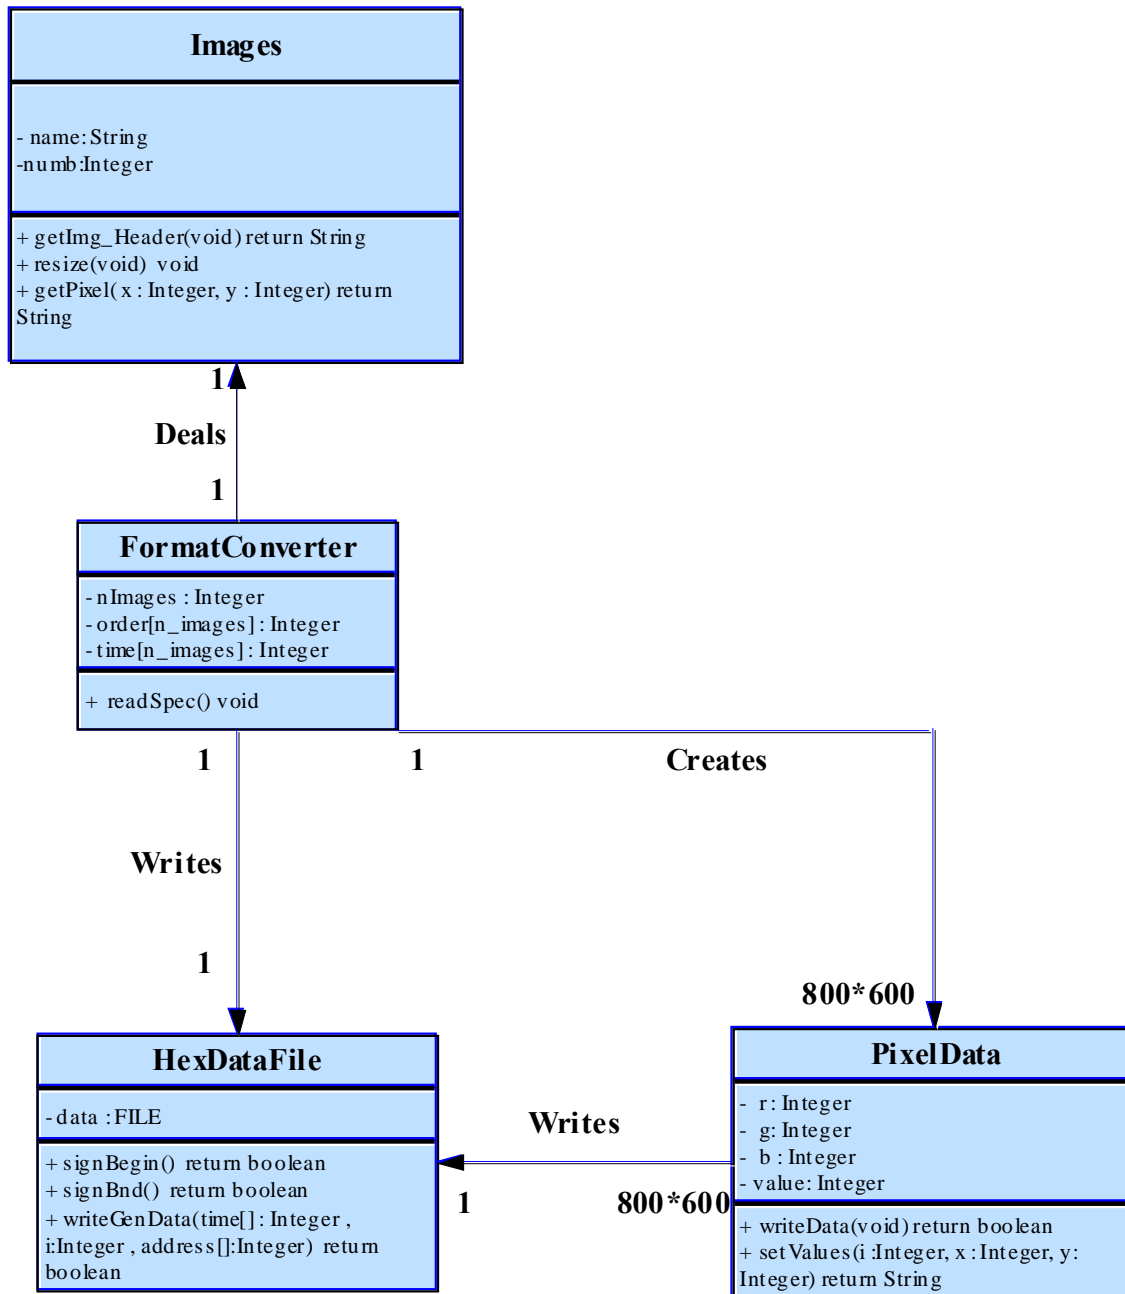 Images
- name: String
-numb:Integer
+ getImg_Header(void) return String
+ resize(void) void
+ getPixel( x : Integer, y : Integer) return
String
1
Deals
1
FormatConverter
- nImages : Integer
- order[n_images] : Integer
- time[n_images] : Integer
+ readSpec() void
1
1
Creates
Writes
1
800*600
HexDataFile
- data : FILE
+ signBegin() return boolean
+ signBnd() return boolean
+ writeGenData(time[] : Integer ,
i:Integer , address[]:Integer) return
boolean
Writes
1
800*600
PixelData
- r: Integer
- g: Integer
- b : Integer
- value: Integer
+ writeData(void) return boolean
+ setValues(i :Integer, x : Integer, y:
Integer) return String